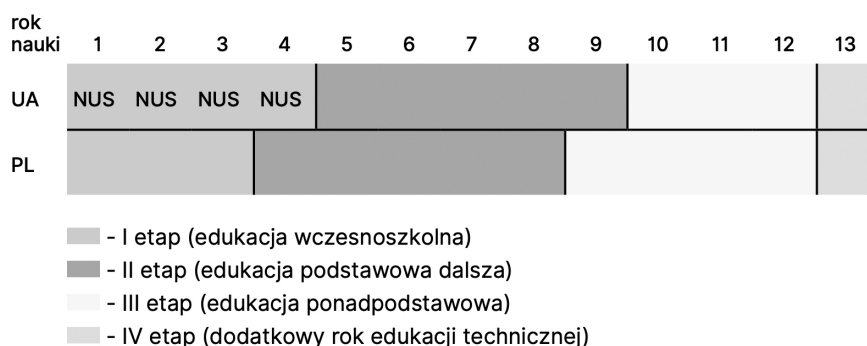 rok
nauki 1 2 3 4 5 6 7 8 9 10 11 12 13
UA NUS NUS NUS NUS
PL
- I etap (edukacja wczesnoszkolna)
- II etap (edukacja podstawowa dalsza)
- III etap (edukacja ponadpodstawowa)
- IV etap (dodatkowy rok edukacji technicznej)